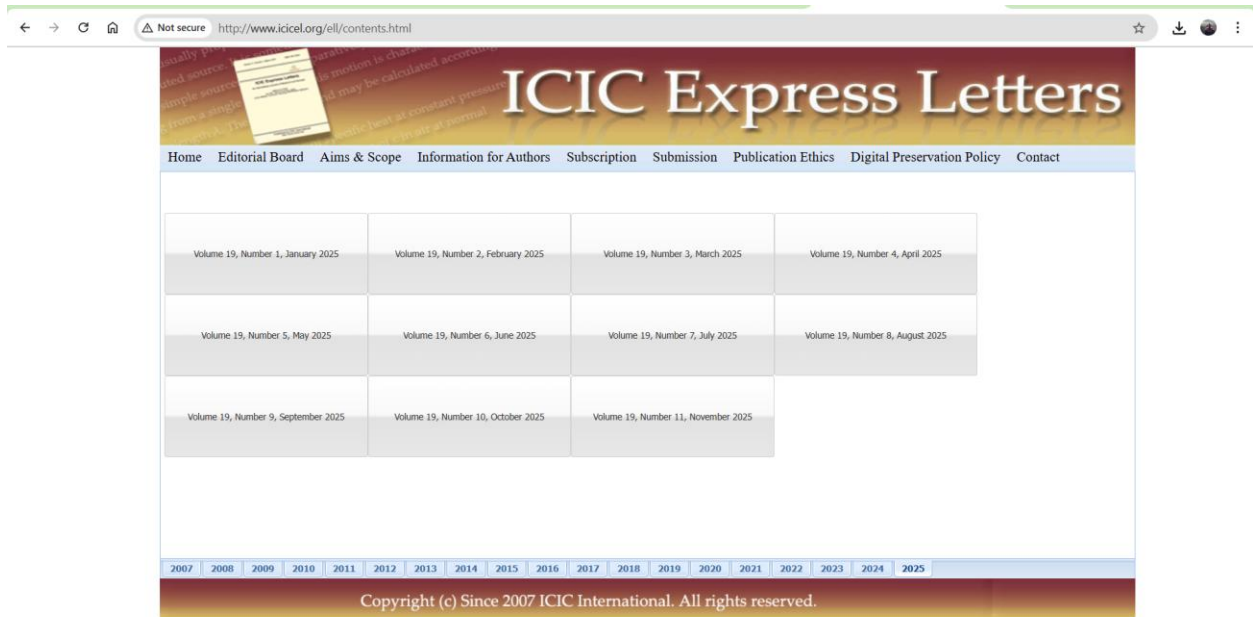 Not secure http://www.icicel.org/ell/contents.html
ICIC Express Letters
Home Editorial Board Aims & Scope Information for Authors Subscription Submission Publication Ethics Digital Preservation Policy Contact
Volume 19, Number 1, January 2025 Volume 19, Number 2, February 2025 Volume 19, Number 3, March 2025 Volume 19, Number 4, April 2025
Volume 19, Number 5, May 2025 Volume 19, Number 6, June 2025 Volume 19, Number 7, July 2025 Volume 19, Number 8, August 2025
Volume 19, Number 9, September 2025 Volume 19, Number 10, October 2025 Volume 19, Number 11, November 2025
2007 2008 2009 2010 2011 2012 2013 2014 2015 2016 2017 2018 2019 2020 2021 2022 2023 2024 2025
Copyright (c) Since 2007 ICIC International. All rights reserved.